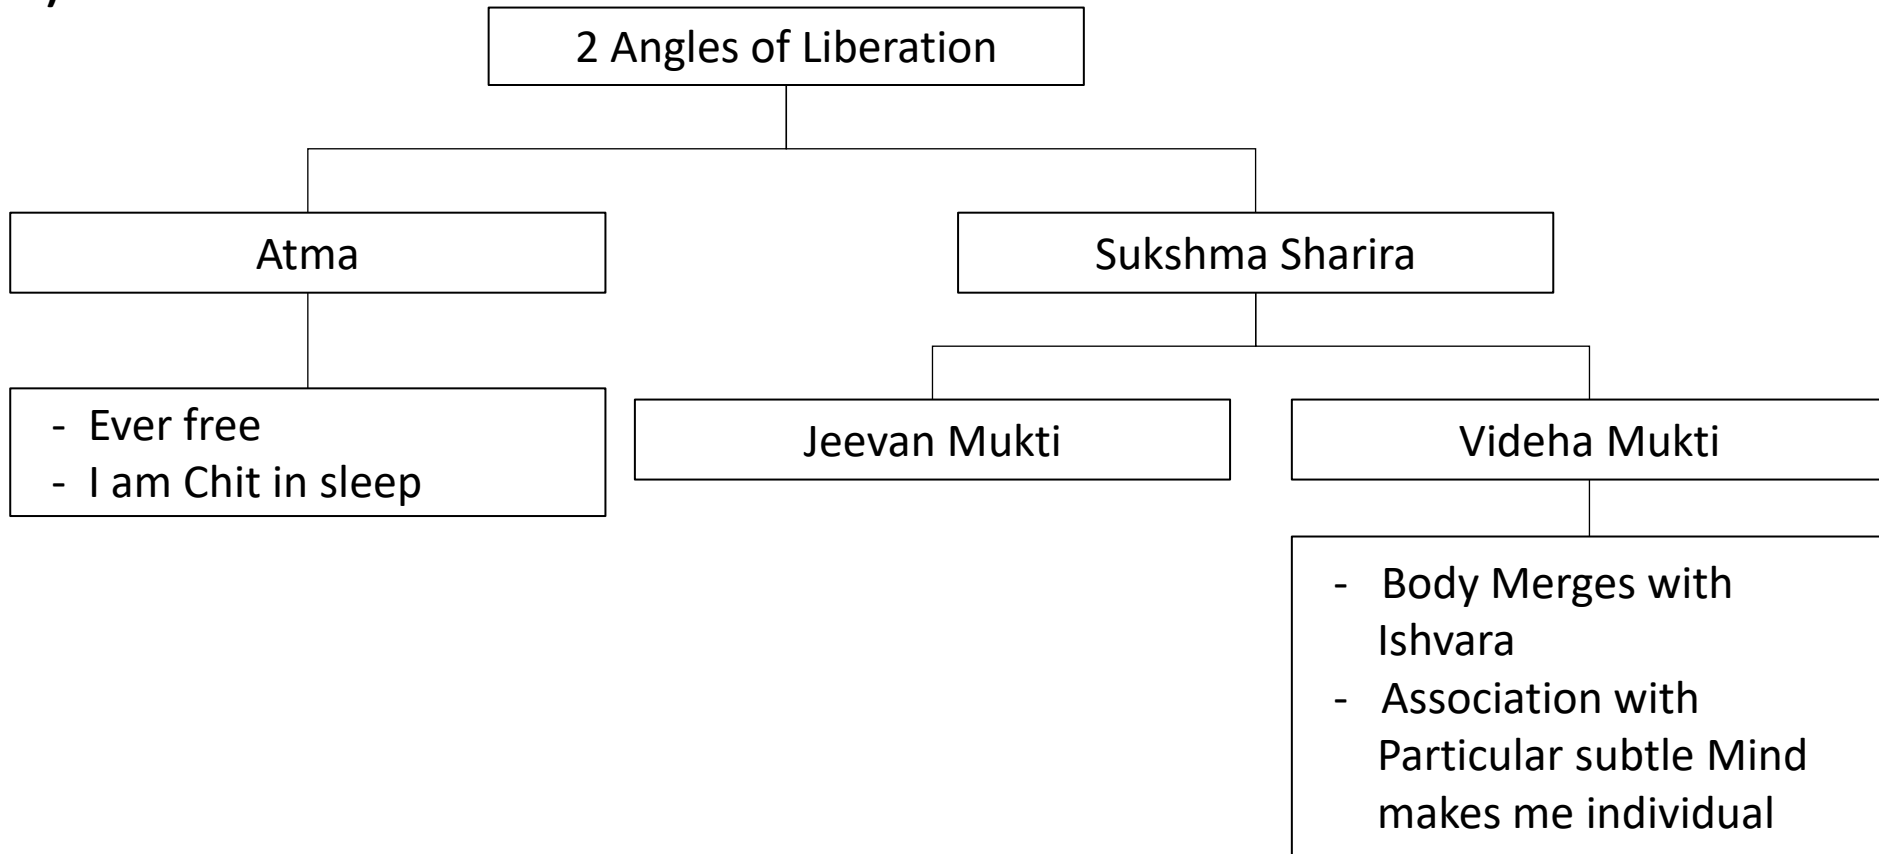 2 Angles of Liberation
Atma
Sukshma Sharira
- Ever free
- I am Chit in sleep
Jeevan Mukti
Videha Mukti
- Body Merges with
Ishvara
- Association with
Particular subtle Mind
makes me individual